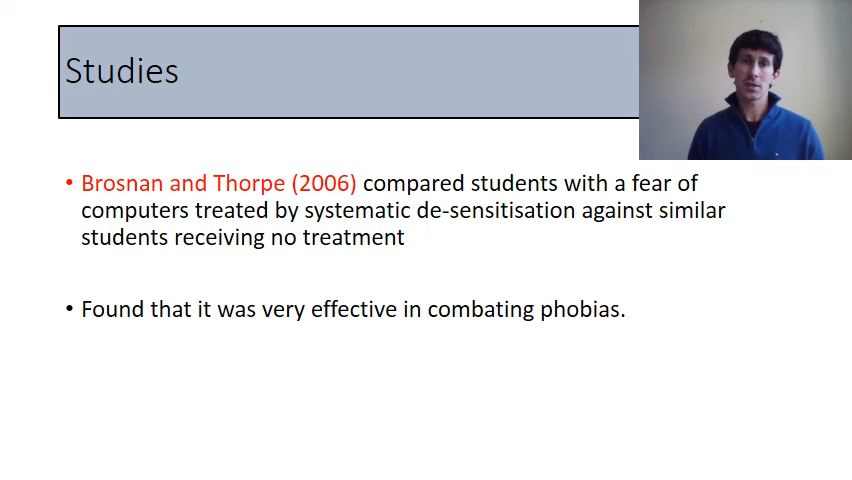 Studies
• Brosnan and Thorpe (2006) compared students with a fear of
computers treated by systematic de-sensitisation against similar
students receiving no treatment
• Found that it was very effective in combating phobias.